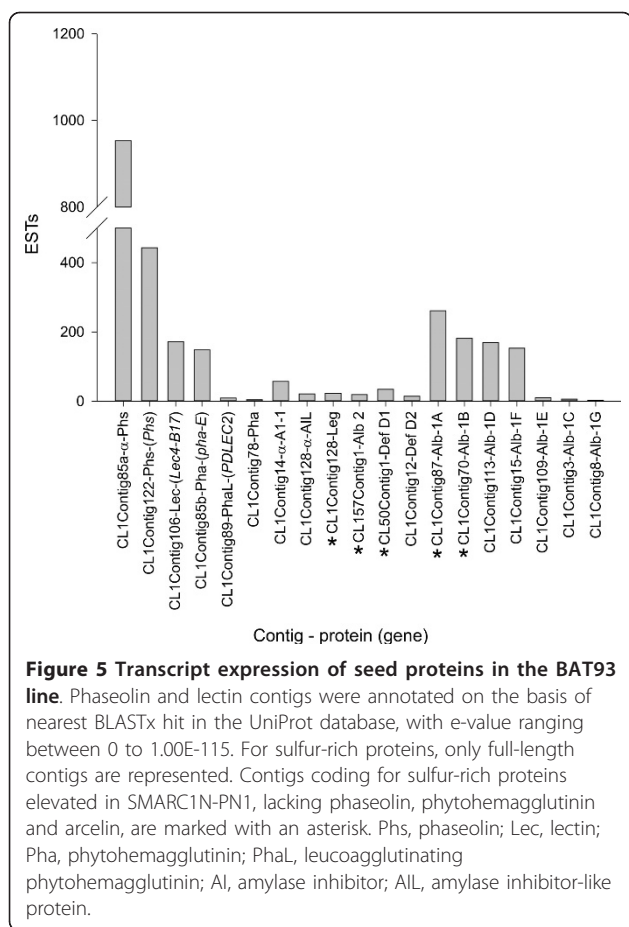 1200
1000
800
400
200
0
ESTs
CL1Contig85a-α-Phs
CL1Contig122-Phs-(Phs)
CL1Contig106-Lec-(Lec4-B17)
CL1Contig85b-Pha-(pha-E)
CL1Contig89-PhaL-(PDLEC2)
CL1Contig78-Pha
CL1Contig14-α-A1-1
CL1Contig128-α-AIL
* CL1Contig128-Leg
* CL157Contig1-Alb 2
* CL50Contig1-Def D1
CL1Contig12-Def D2
* CL1Contig87-Alb-1A
* CL1Contig70-Alb-1B
CL1Contig113-Alb-1D
CL1Contig15-Alb-1F
CL1Contig109-Alb-1E
CL1Contig3-Alb-1C
CL1Contig8-Alb-1G
Contig - protein (gene)
Figure 5 Transcript expression of seed proteins in the BAT93
line. Phaseolin and lectin contigs were annotated on the basis of
nearest BLASTx hit in the UniProt database, with e-value ranging
between 0 to 1.00E-115. For sulfur-rich proteins, only full-length
contigs are represented. Contigs coding for sulfur-rich proteins
elevated in SMARC1N-PN1, lacking phaseolin, phytohemagglutinin
and arcelin, are marked with an asterisk. Phs, phaseolin; Lec, lectin;
Pha, phytohemagglutinin; PhaL, leucoagglutinating
phytohemagglutinin; AI, amylase inhibitor; AIL, amylase inhibitor-like
protein.